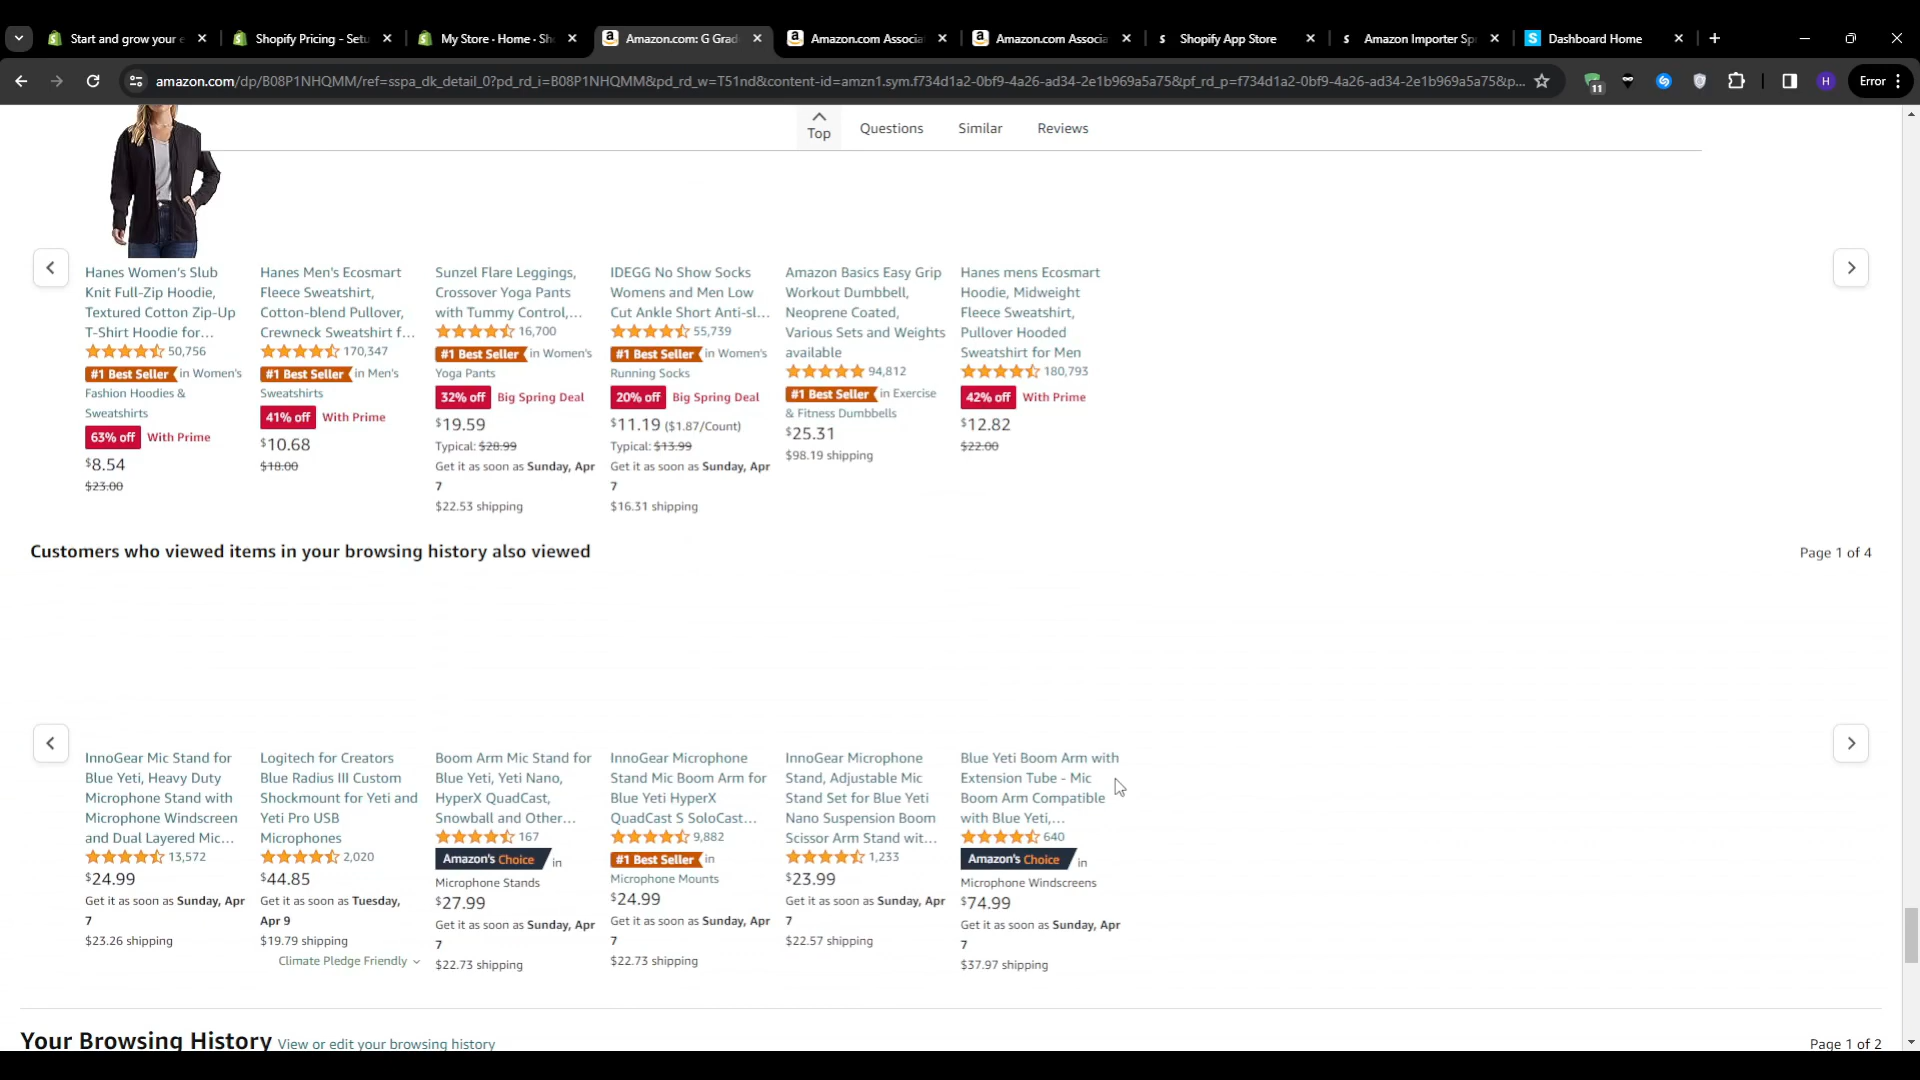 Start and grow your e
Shopify Pricing - Setu
My Store · Home · Sh
Amazon.com: G Grad
Amazon.com Associa
Amazon.com Associa
Shopify App Store
Amazon Importer Sp
Dashboard Home
amazon.com/dp/B08P1NHQMM/ref=sspa_dk_detail_0?pd_rd_i=B08P1NHQMM&pd_rd_w=T51nd&content-id=amzn1.sym.f734d1a2-0bf9-4a26-ad34-2e1b969a5a75&pf_rd_p=f734d1a2-0bf9-4a26-ad34-2e1b969a5a75&p...
11
H
Error
Top
Questions
Similar
Reviews
Hanes Women's Slub
Knit Full-Zip Hoodie,
Textured Cotton Zip-Up
T-Shirt Hoodie for...
50,756
#1 Best Seller in Women's
Fashion Hoodies &
Sweatshirts
63% off With Prime
$8.54
$23.00
Hanes Men's Ecosmart
Fleece Sweatshirt,
Cotton-blend Pullover,
Crewneck Sweatshirt f...
170,347
#1 Best Seller in Men's
Sweatshirts
41% off With Prime
$10.68
$18.00
Sunzel Flare Leggings,
Crossover Yoga Pants
with Tummy Control,...
16,700
#1 Best Seller in Women's
Yoga Pants
32% off Big Spring Deal
$19.59
Typical: $28.99
Get it as soon as Sunday, Apr
7
$22.53 shipping
IDEGG No Show Socks
Womens and Men Low
Cut Ankle Short Anti-sl...
55,739
#1 Best Seller in Women's
Running Socks
20% off Big Spring Deal
$11.19 ($1.87/Count)
Typical: $13.99
Get it as soon as Sunday, Apr
7
$16.31 shipping
Amazon Basics Easy Grip
Workout Dumbbell,
Neoprene Coated,
Various Sets and Weights
available
94,812
#1 Best Seller in Exercise
& Fitness Dumbbells
$25.31
$98.19 shipping
Hanes mens Ecosmart
Hoodie, Midweight
Fleece Sweatshirt,
Pullover Hooded
Sweatshirt for Men
180,793
42% off With Prime
$12.82
$22.00
Customers who viewed items in your browsing history also viewed
Page 1 of 4
InnoGear Mic Stand for
Blue Yeti, Heavy Duty
Microphone Stand with
Microphone Windscreen
and Dual Layered Mic...
13,572
$24.99
Get it as soon as Sunday, Apr
7
$23.26 shipping
Logitech for Creators
Blue Radius III Custom
Shockmount for Yeti and
Yeti Pro USB
Microphones
2,020
$44.85
Get it as soon as Tuesday,
Apr 9
$19.79 shipping
Climate Pledge Friendly
Boom Arm Mic Stand for
Blue Yeti, Yeti Nano,
HyperX QuadCast,
Snowball and Other...
167
Amazon's Choice in
Microphone Stands
$27.99
Get it as soon as Sunday, Apr
7
$22.73 shipping
InnoGear Microphone
Stand Mic Boom Arm for
Blue Yeti HyperX
QuadCast S SoloCast...
9,882
#1 Best Seller in
Microphone Mounts
$24.99
Get it as soon as Sunday, Apr
7
$22.73 shipping
InnoGear Microphone
Stand, Adjustable Mic
Stand Set for Blue Yeti
Nano Suspension Boom
Scissor Arm Stand wit...
1,233
$23.99
Get it as soon as Sunday, Apr
7
$22.57 shipping
Blue Yeti Boom Arm with
Extension Tube - Mic
Boom Arm Compatible
with Blue Yeti,...
640
Amazon's Choice in
Microphone Windscreens
$74.99
Get it as soon as Sunday, Apr
7
$37.97 shipping
Your Browsing History View or edit your browsing history
Page 1 of 2